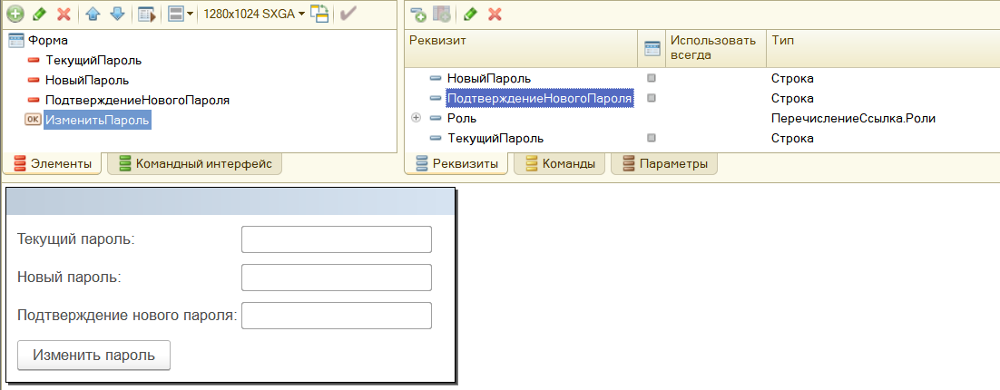 1280x1024 SXGA
Форма
ТекущийПароль
НовыйПароль
ПодтверждениеНовогоПароля
OK ИзменитьПароль
Элементы Командный интерфейс
Реквизит Использовать всегда Тип
НовыйПароль Строка
ПодтверждениеНовогоПароля Строка
Роль ПеречислениеСсылка.Роли
ТекущийПароль Строка
Реквизиты Команды Параметры
Текущий пароль:
Новый пароль:
Подтверждение нового пароля:
Изменить пароль